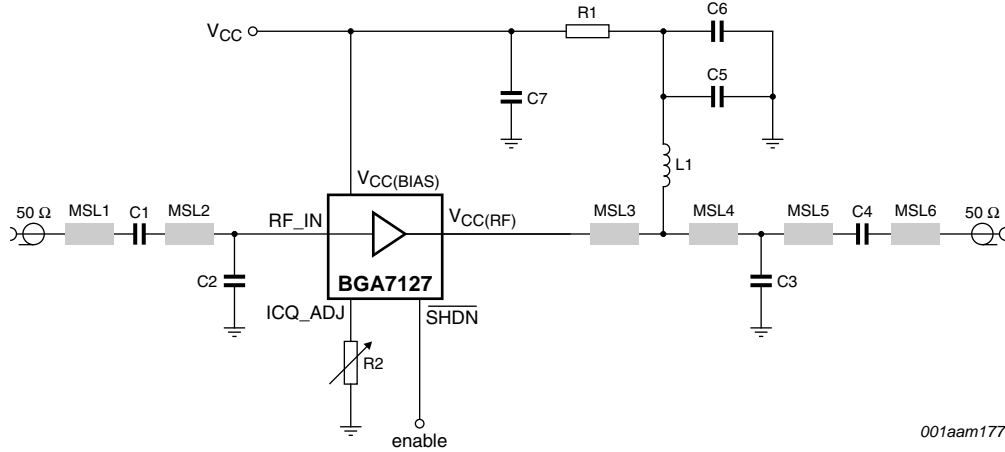 C6
R1
VCC
C5
C7
L1
VCC(BIAS)
50 Ω
MSL1
C1
MSL2
RF_IN
VCC(RF)
MSL3
MSL4
MSL5
C4
MSL6
50 Ω
C2
BGA7127
C3
ICQ_ADJ
SHDN
R2
enable
001aam177